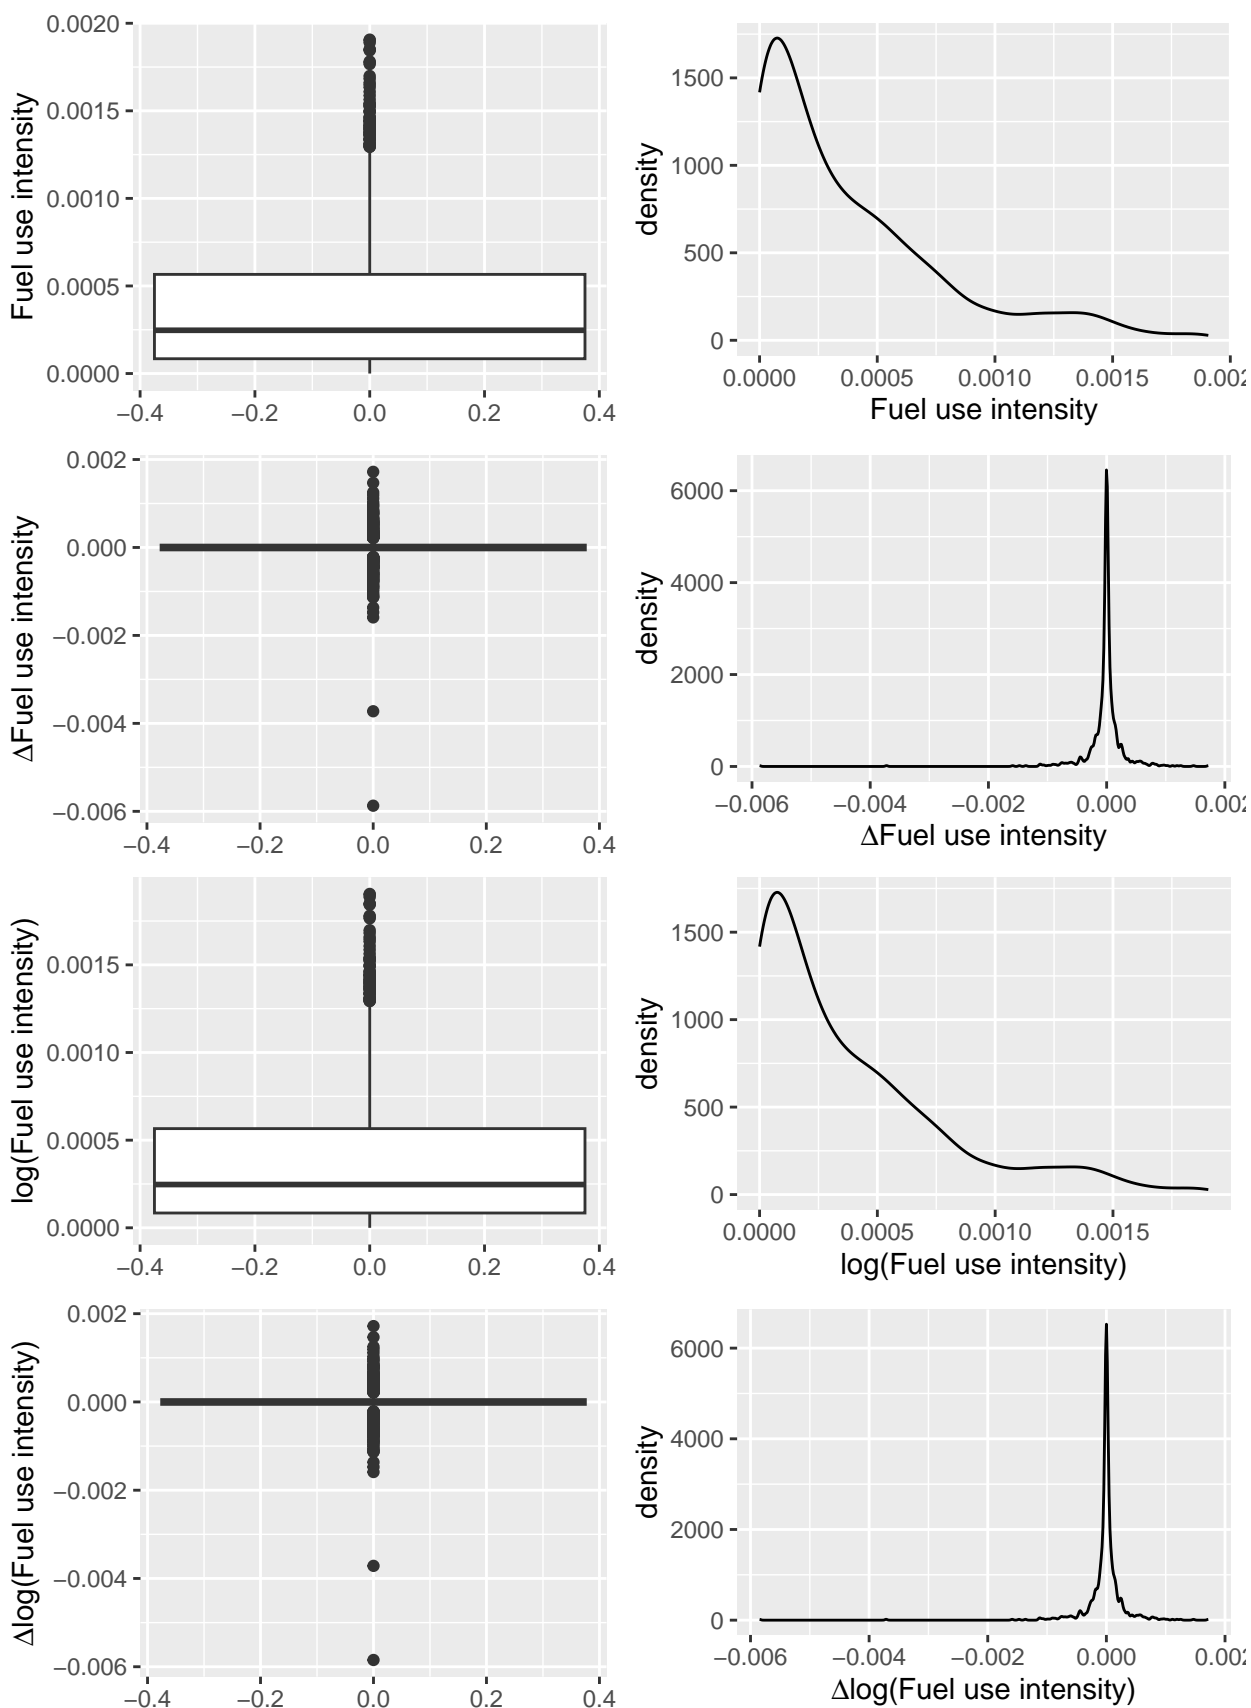 0.0020
0.0015
0.0010
0.0005
0.0000
Fuel use intensity
−0.4 −0.2 0.0 0.2 0.4
1500
1000
500
0
density
0.0000 0.0005 0.0010 0.0015 0.002
Fuel use intensity
0.002
0.000
−0.002
−0.004
−0.006
ΔFuel use intensity
−0.4 −0.2 0.0 0.2 0.4
6000
4000
2000
0
density
−0.006 −0.004 −0.002 0.000 0.002
ΔFuel use intensity
0.0015
0.0010
0.0005
0.0000
log(Fuel use intensity)
−0.4 −0.2 0.0 0.2 0.4
1500
1000
500
0
density
0.0000 0.0005 0.0010 0.0015
log(Fuel use intensity)
0.002
0.000
−0.002
−0.004
−0.006
Δlog(Fuel use intensity)
−0.4 −0.2 0.0 0.2 0.4
6000
4000
2000
0
density
−0.006 −0.004 −0.002 0.000 0.002
Δlog(Fuel use intensity)